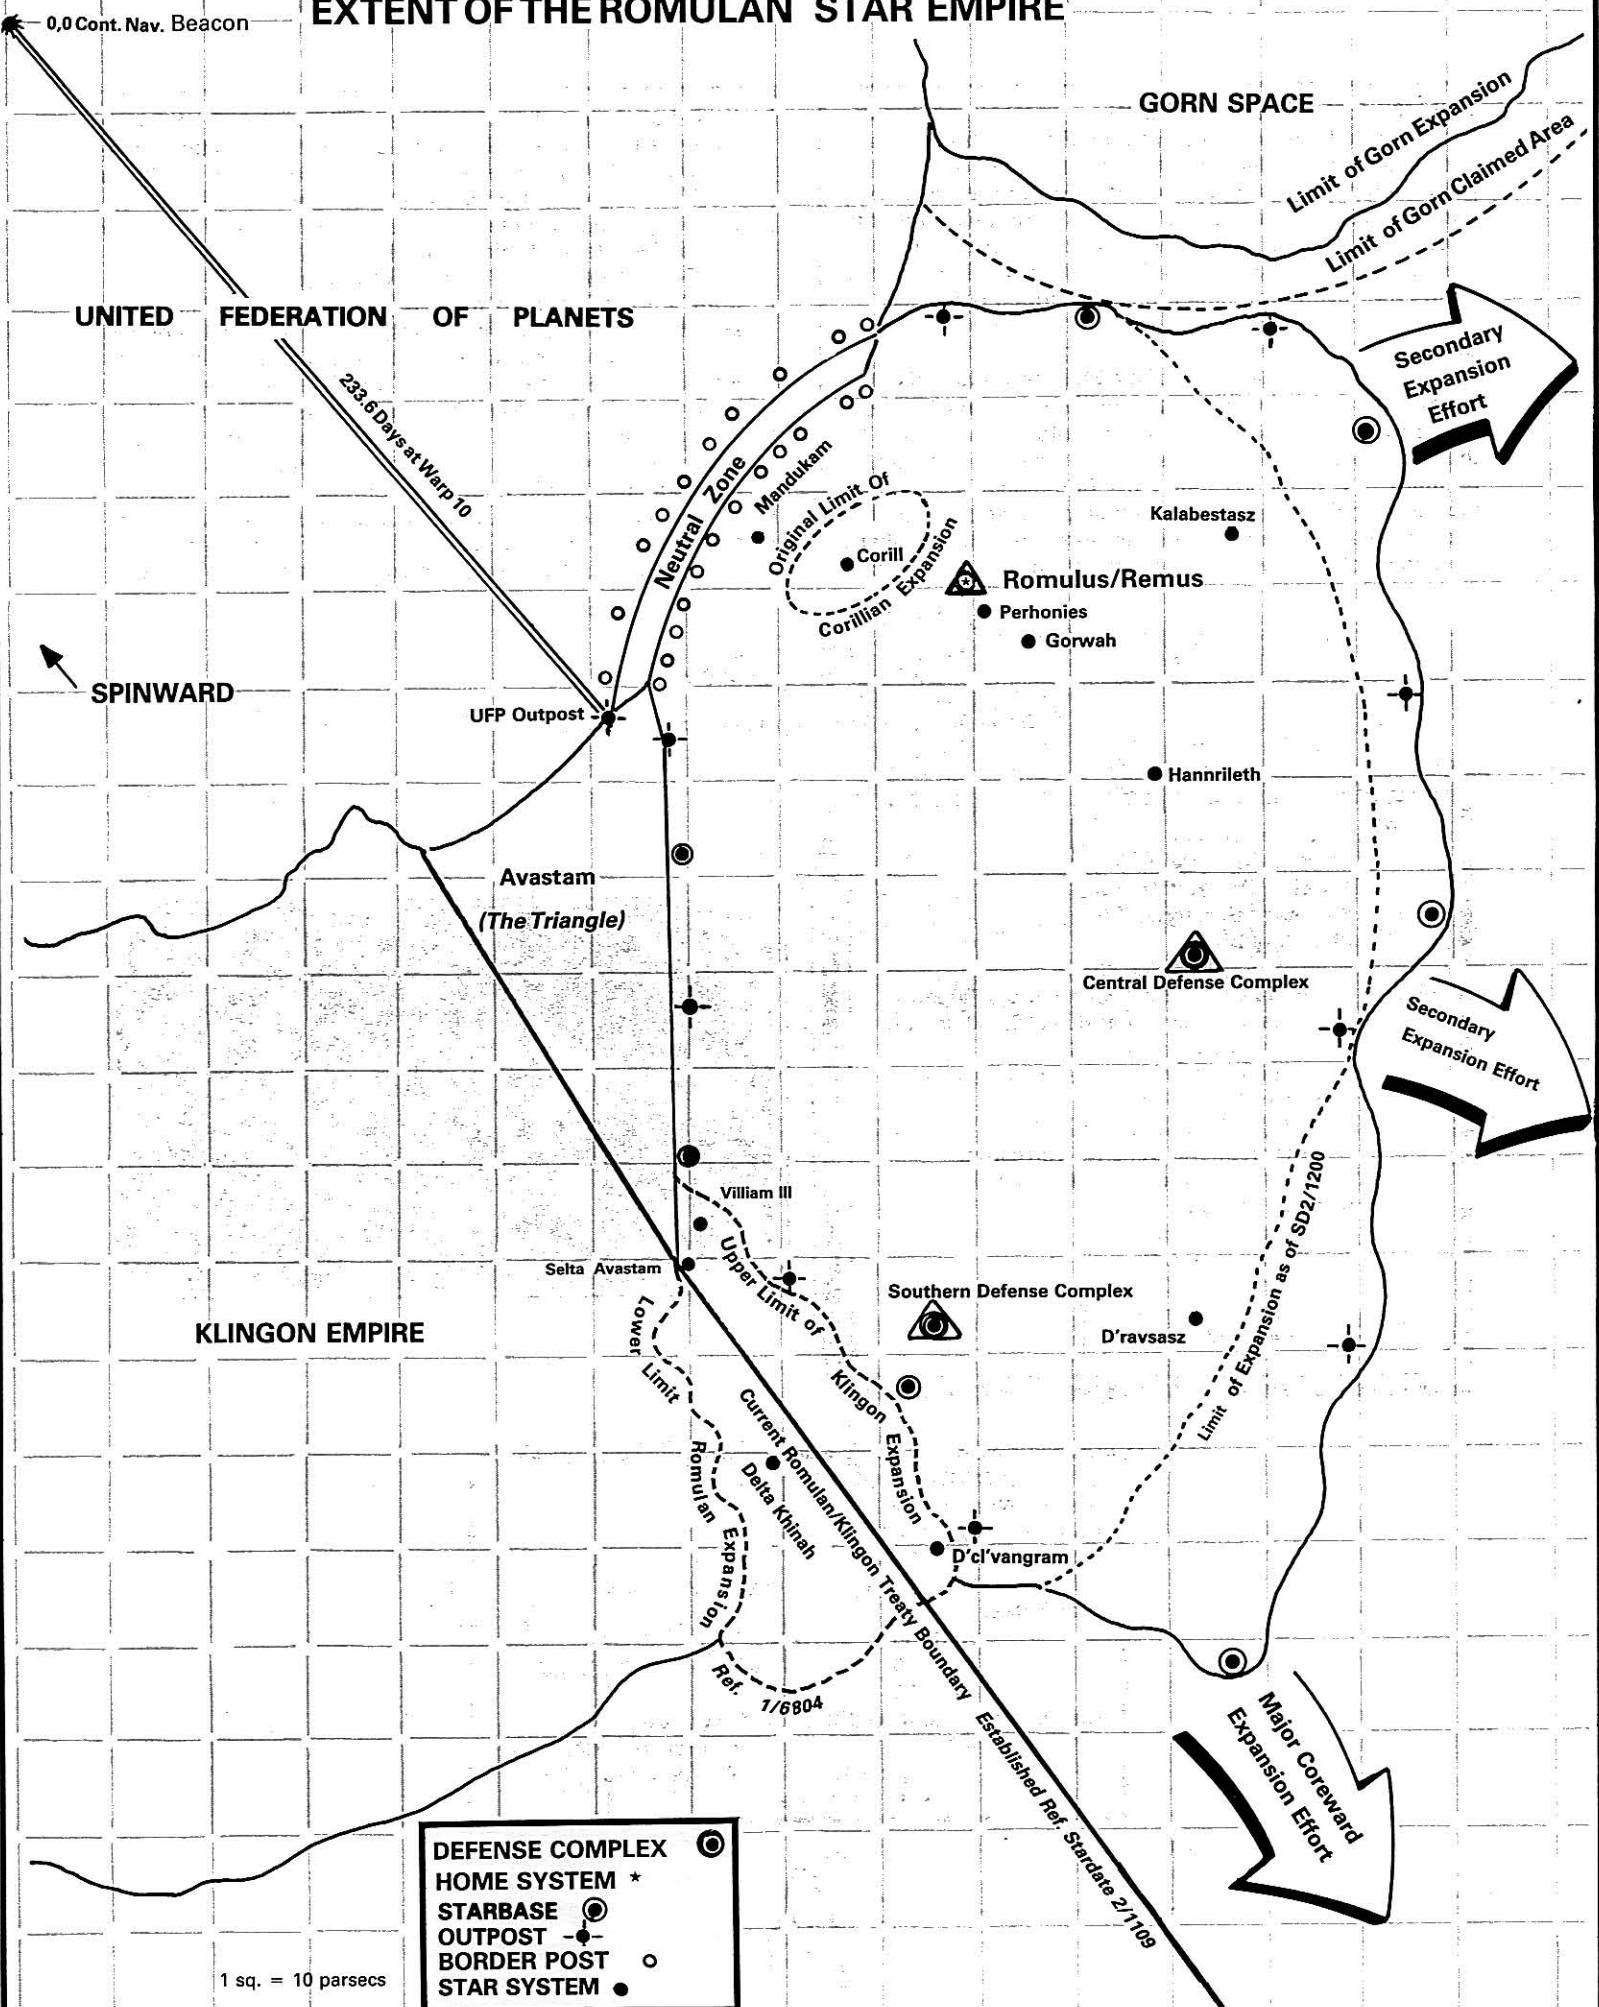 EXTENT OF THE ROMULAN STAR EMPIRE
0,0 Cont. Nav. Beacon
GORN SPACE
Limit of Gorn Expansion
Limit of Gorn Claimed Area
UNITED FEDERATION OF PLANETS
Secondary
Expansion
Effort
233.6 Days at Warp 10
Neutral Zone
Mandukam
Original Limit Of
Corillian Expansion
Corill
Kalabestasz
Romulus/Remus
Perhonies
Gorwah
SPINWARD
UFP Outpost
Hannrileth
Avastam
(The Triangle)
Central Defense Complex
Secondary
Expansion Effort
Villiam III
Selta Avastam
Upper Limit of Klingon Expansion
Southern Defense Complex
D'ravsasz
Limit of Expansion as of SD2/1200
KLINGON EMPIRE
Lower Limit Romulan Expansion Ref. 1/6804
Delta Khinah
Current Romulan/Klingon Treaty Boundary Established Ref. Stardate 2/1109
D'cl'vangram
Major Coreward
Expansion Effort
DEFENSE COMPLEX
HOME SYSTEM
STARBASE
OUTPOST
BORDER POST
STAR SYSTEM
1 sq. = 10 parsecs